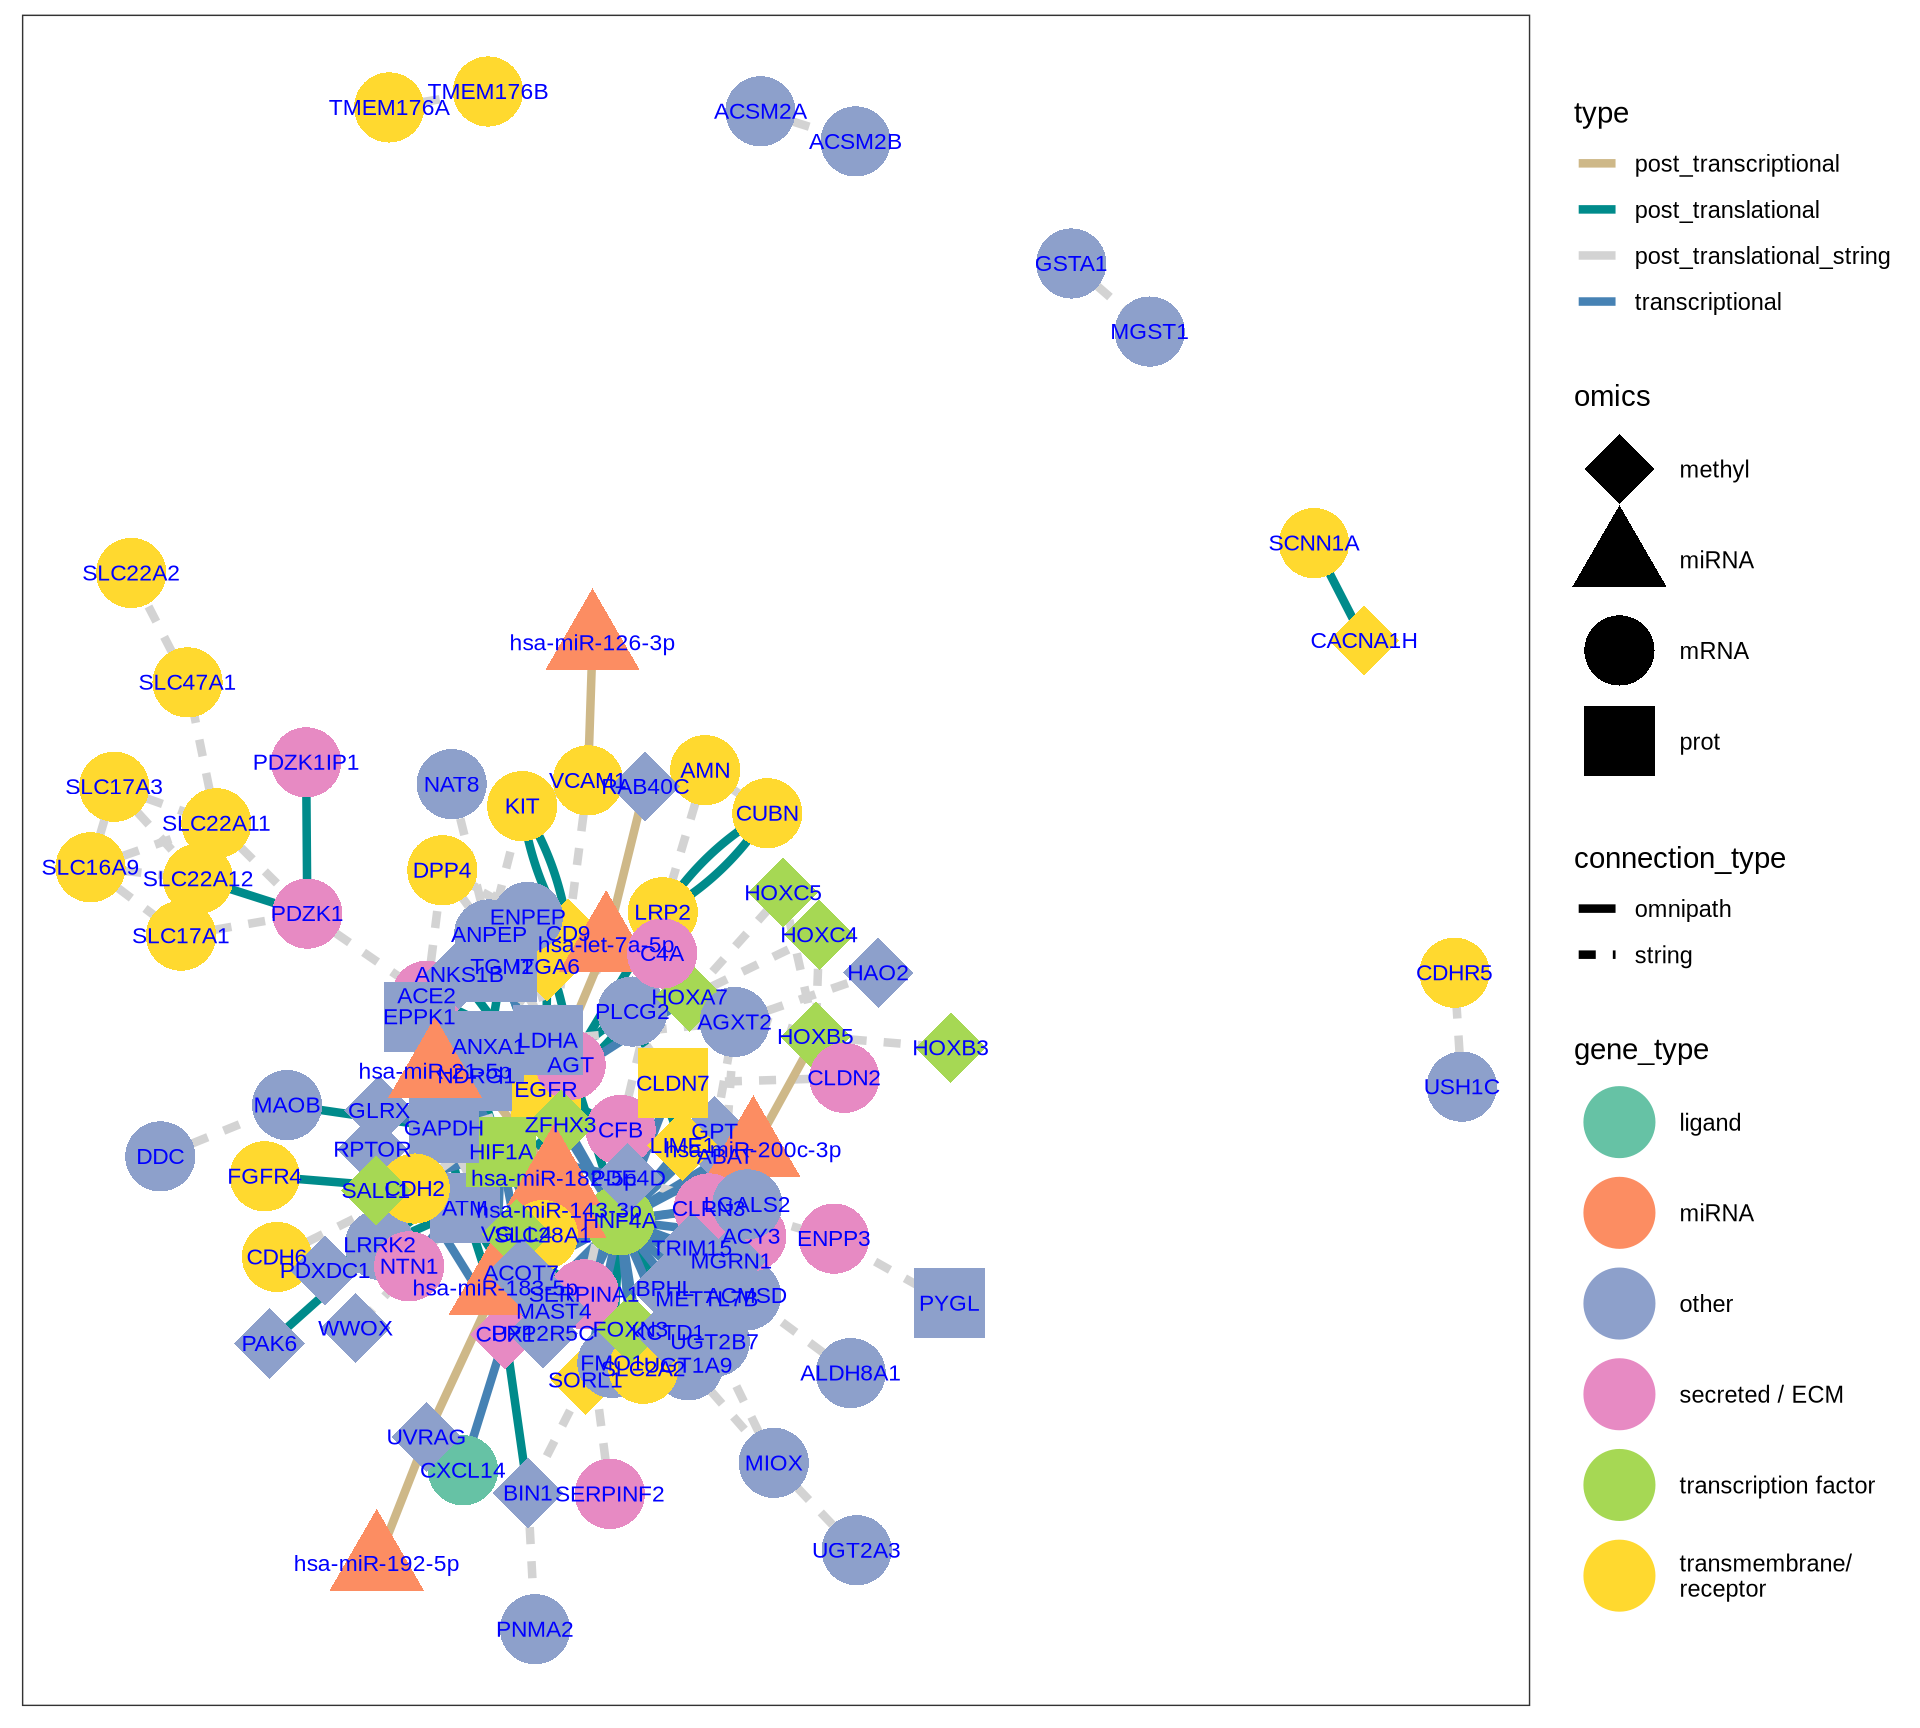 TMEM176A
TMEM176B
ACSM2A
ACSM2B
GSTA1
MGST1
SCNN1A
CACNA1H
SLC22A2
hsa-miR-126-3p
SLC47A1
PDZK1IP1
SLC17A3
NAT8
VCAM1
RAB40C
AMN
KIT
CUBN
SLC22A11
SLC16A9
SLC22A12
DPP4
HOXC5
PDZK1
ENPEP
LRP2
SLC17A1
ANPEP
CD9
HOXC4
hsa-let-7a-5p
C4A
ANKS1B
TGM2
ITGA6
HAO2
CDHR5
ACE2
HOXA7
EPPK1
PLCG2
AGXT2
HOXB5
HOXB3
ANXA1
LDHA
AGT
hsa-miR-21-5p
NDRG1
EGFR
CLDN7
CLDN2
USH1C
MAOB
GLRX
GAPDH
ZFHX3
CFB
GPT
DDC
RPTOR
HIF1A
LIME1
hsa-miR-200c-3p
ABAT
FGFR4
SALL1
CDH2
hsa-miR-182-5p
PDE4D
ATM
hsa-miR-143-3p
HNF4A
CLRN3
LGALS2
CDH6
LRRK2
VGLL4
SLC28A1
TRIM15
ACY3
ENPP3
PDXDC1
NTN1
ACOT7
MGRN1
hsa-miR-183-5p
SERPINA1
BPHL
METTL7B
ACMSD
PYGL
PAK6
WWOX
MAST4
CUX1
PPP2R5C
FOXN3
KCTD1
UGT2B7
FMO1
SLC2A2
UGT1A9
SORL1
ALDH8A1
UVRAG
CXCL14
BIN1
SERPINF2
MIOX
hsa-miR-192-5p
UGT2A3
PNMA2
type
post_transcriptional
post_translational
post_translational_string
transcriptional
omics
methyl
miRNA
mRNA
prot
connection_type
omnipath
string
gene_type
ligand
miRNA
other
secreted / ECM
transcription factor
transmembrane/
receptor